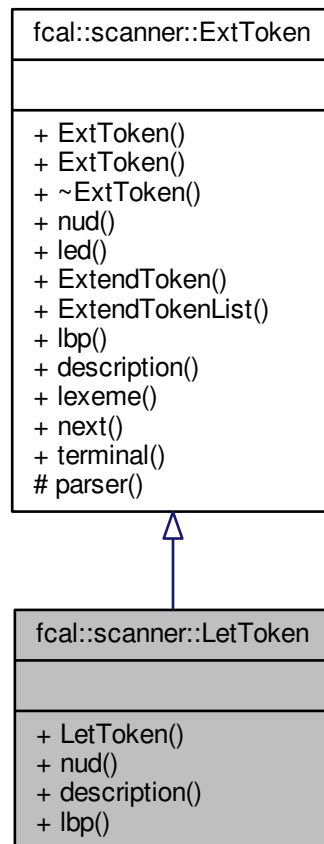 fcal::scanner::ExtToken
+ ExtToken()
+ ExtToken()
+ ~ExtToken()
+ nud()
+ led()
+ ExtendToken()
+ ExtendTokenList()
+ lbp()
+ description()
+ lexeme()
+ next()
+ terminal()
# parser()
fcal::scanner::LetToken
+ LetToken()
+ nud()
+ description()
+ lbp()